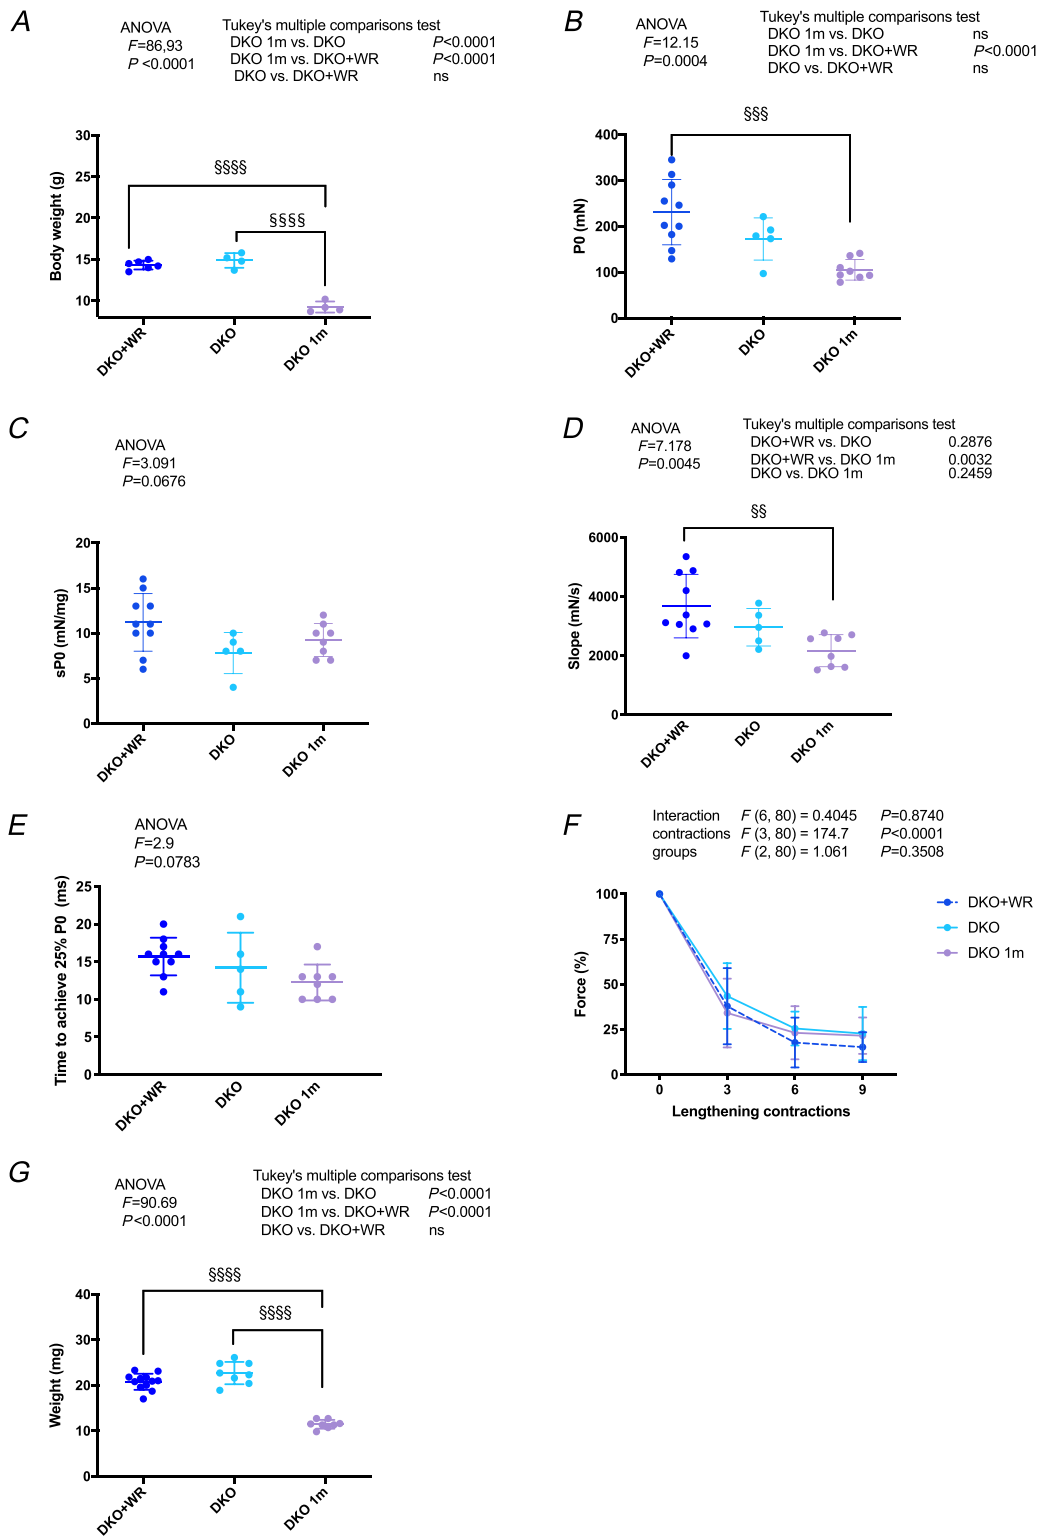 A
ANOVA
F=86,93
P <0.0001
Tukey's multiple comparisons test
DKO 1m vs. DKO P<0.0001
DKO 1m vs. DKO+WR P<0.0001
DKO vs. DKO+WR ns
30
25
20
15
10
Body weight (g)
§§§§
§§§§
DKO+WR
DKO
DKO 1m
B
ANOVA
F=12.15
P=0.0004
Tukey's multiple comparisons test
DKO 1m vs. DKO ns
DKO 1m vs. DKO+WR P<0.0001
DKO vs. DKO+WR ns
400
300
200
100
0
P0 (mN)
§§§
DKO+WR
DKO
DKO 1m
C
ANOVA
F=3.091
P=0.0676
20
15
10
5
0
sP0 (mN/mg)
DKO+WR
DKO
DKO 1m
D
ANOVA
F=7.178
P=0.0045
Tukey's multiple comparisons test
DKO+WR vs. DKO 0.2876
DKO+WR vs. DKO 1m 0.0032
DKO vs. DKO 1m 0.2459
6000
4000
2000
0
Slope (mN/s)
§§
DKO+WR
DKO
DKO 1m
E
ANOVA
F=2.9
P=0.0783
25
20
15
10
5
0
Time to achieve 25% P0 (ms)
DKO+WR
DKO
DKO 1m
F
Interaction F (6, 80) = 0.4045 P=0.8740
contractions F (3, 80) = 174.7 P<0.0001
groups F (2, 80) = 1.061 P=0.3508
100
75
50
25
0
Force (%)
0 3 6 9
Lengthening contractions
DKO+WR
DKO
DKO 1m
G
ANOVA
F=90.69
P<0.0001
Tukey's multiple comparisons test
DKO 1m vs. DKO P<0.0001
DKO 1m vs. DKO+WR P<0.0001
DKO vs. DKO+WR ns
40
30
20
10
0
Weight (mg)
§§§§
§§§§
DKO+WR
DKO
DKO 1m